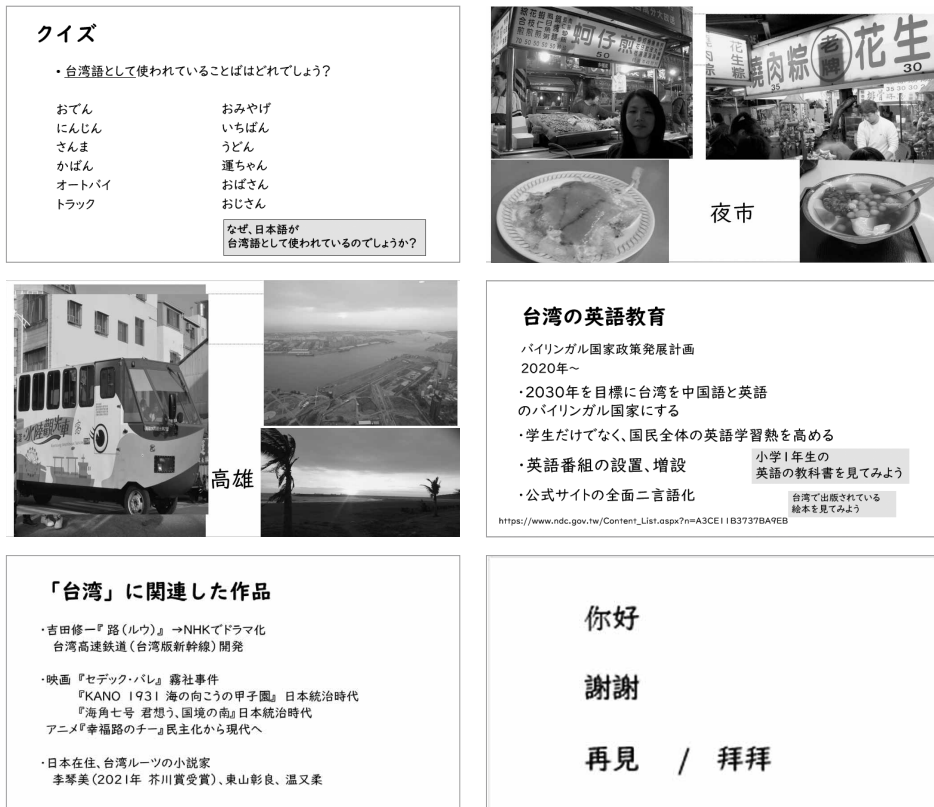 クイズ
・台湾語として使われていることばはどれでしょう？
おでん
にんじん
さんま
かばん
オートバイ
トラック
おみやげ
いちばん
うどん
運ちゃん
おばさん
おじさん
なぜ、日本語が
台湾語として使われているのでしょうか？
蚵仔煎
50
花生粽
燒肉粽
35
老牌
花生
30
夜市
水陸觀光車
高雄
台湾の英語教育
バイリンガル国家政策発展計画
2020年～
・2030年を目標に台湾を中国語と英語
のバイリンガル国家にする
・学生だけでなく、国民全体の英語学習熱を高める
・英語番組の設置、増設
・公式サイトの全面二言語化
小学1年生の
英語の教科書を見てみよう
台湾で出版されている
絵本を見てみよう
https://www.ndc.gov.tw/Content_List.aspx?n=A3CE11B3737BA9EB
「台湾」に関連した作品
・吉田修一『 路（ルウ）』 →NHKでドラマ化
台湾高速鉄道（台湾版新幹線）開発
・映画 『セデック・バレ』 霧社事件
『KANO 1931 海の向こうの甲子園』 日本統治時代
『海角七号 君想う、国境の南』日本統治時代
アニメ『幸福路のチー』民主化から現代へ
・日本在住、台湾ルーツの小説家
李琴美（2021年 芥川賞受賞）、東山彰良、温又柔
你好
謝謝
再見 / 拜拜